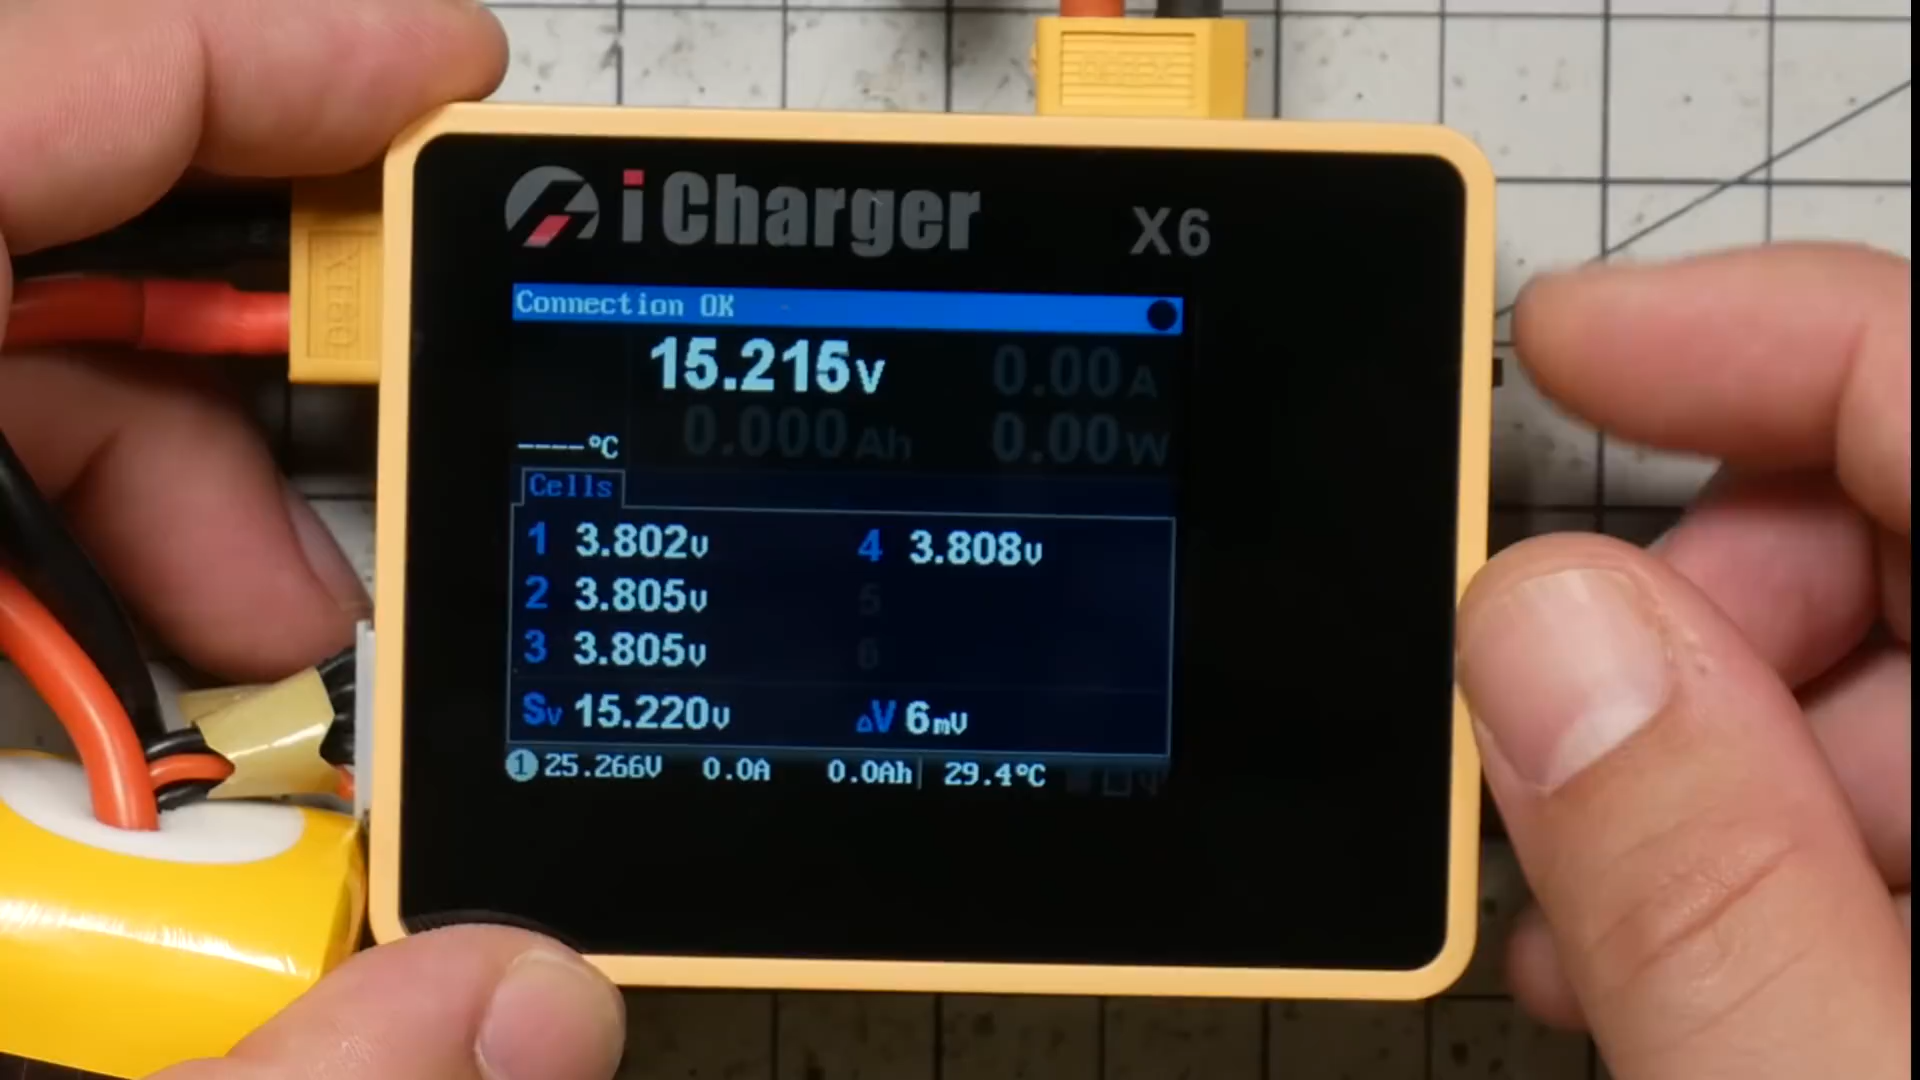 iCharger X6
Connection OK
15.215V 0.00A
0.000Ah 0.00W
----°C
Cells
1 3.802V 4 3.808V
2 3.805V 5
3 3.805V 6
Sv 15.220V △V 6mV
1 25.266V 0.0A 0.0Ah 29.4°C